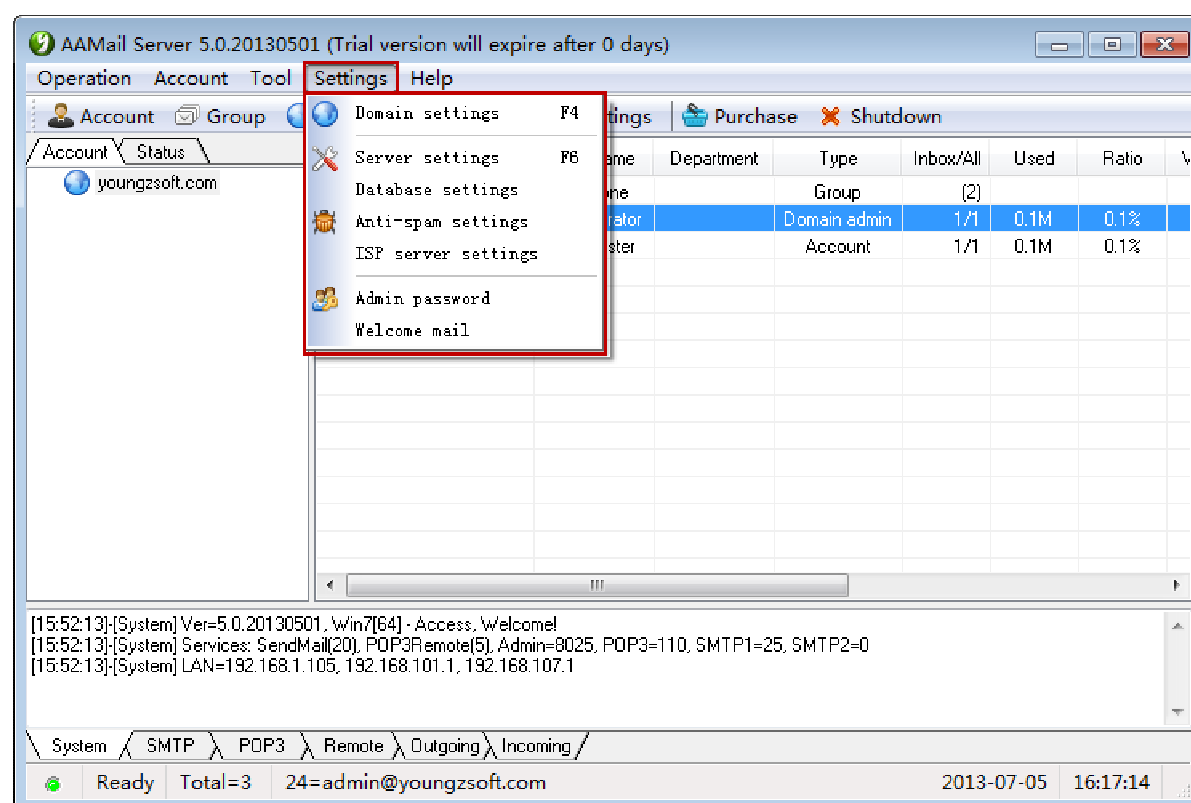 AAMail Server 5.0.20130501 (Trial version will expire after 0 days)
Operation Account Tool Settings Help
Account Group Purchase Shutdown
Domain settings F4
Server settings F6
Database settings
Anti-spam settings
ISP server settings
Admin password
Welcome mail
Account Status
youngzsoft.com
Department Type Inbox/All Used Ratio
Group (2)
Domain admin 1/1 0.1M 0.1%
Account 1/1 0.1M 0.1%
[15:52:13]-[System] Ver=5.0.20130501, Win7[64] - Access, Welcome!
[15:52:13]-[System] Services: SendMail(20), POP3Remote(5), Admin=8025, POP3=110, SMTP1=25, SMTP2=0
[15:52:13]-[System] LAN=192.168.1.105, 192.168.101.1, 192.168.107.1
System SMTP POP3 Remote Outgoing Incoming
Ready Total=3 24=admin@youngzsoft.com 2013-07-05 16:17:14